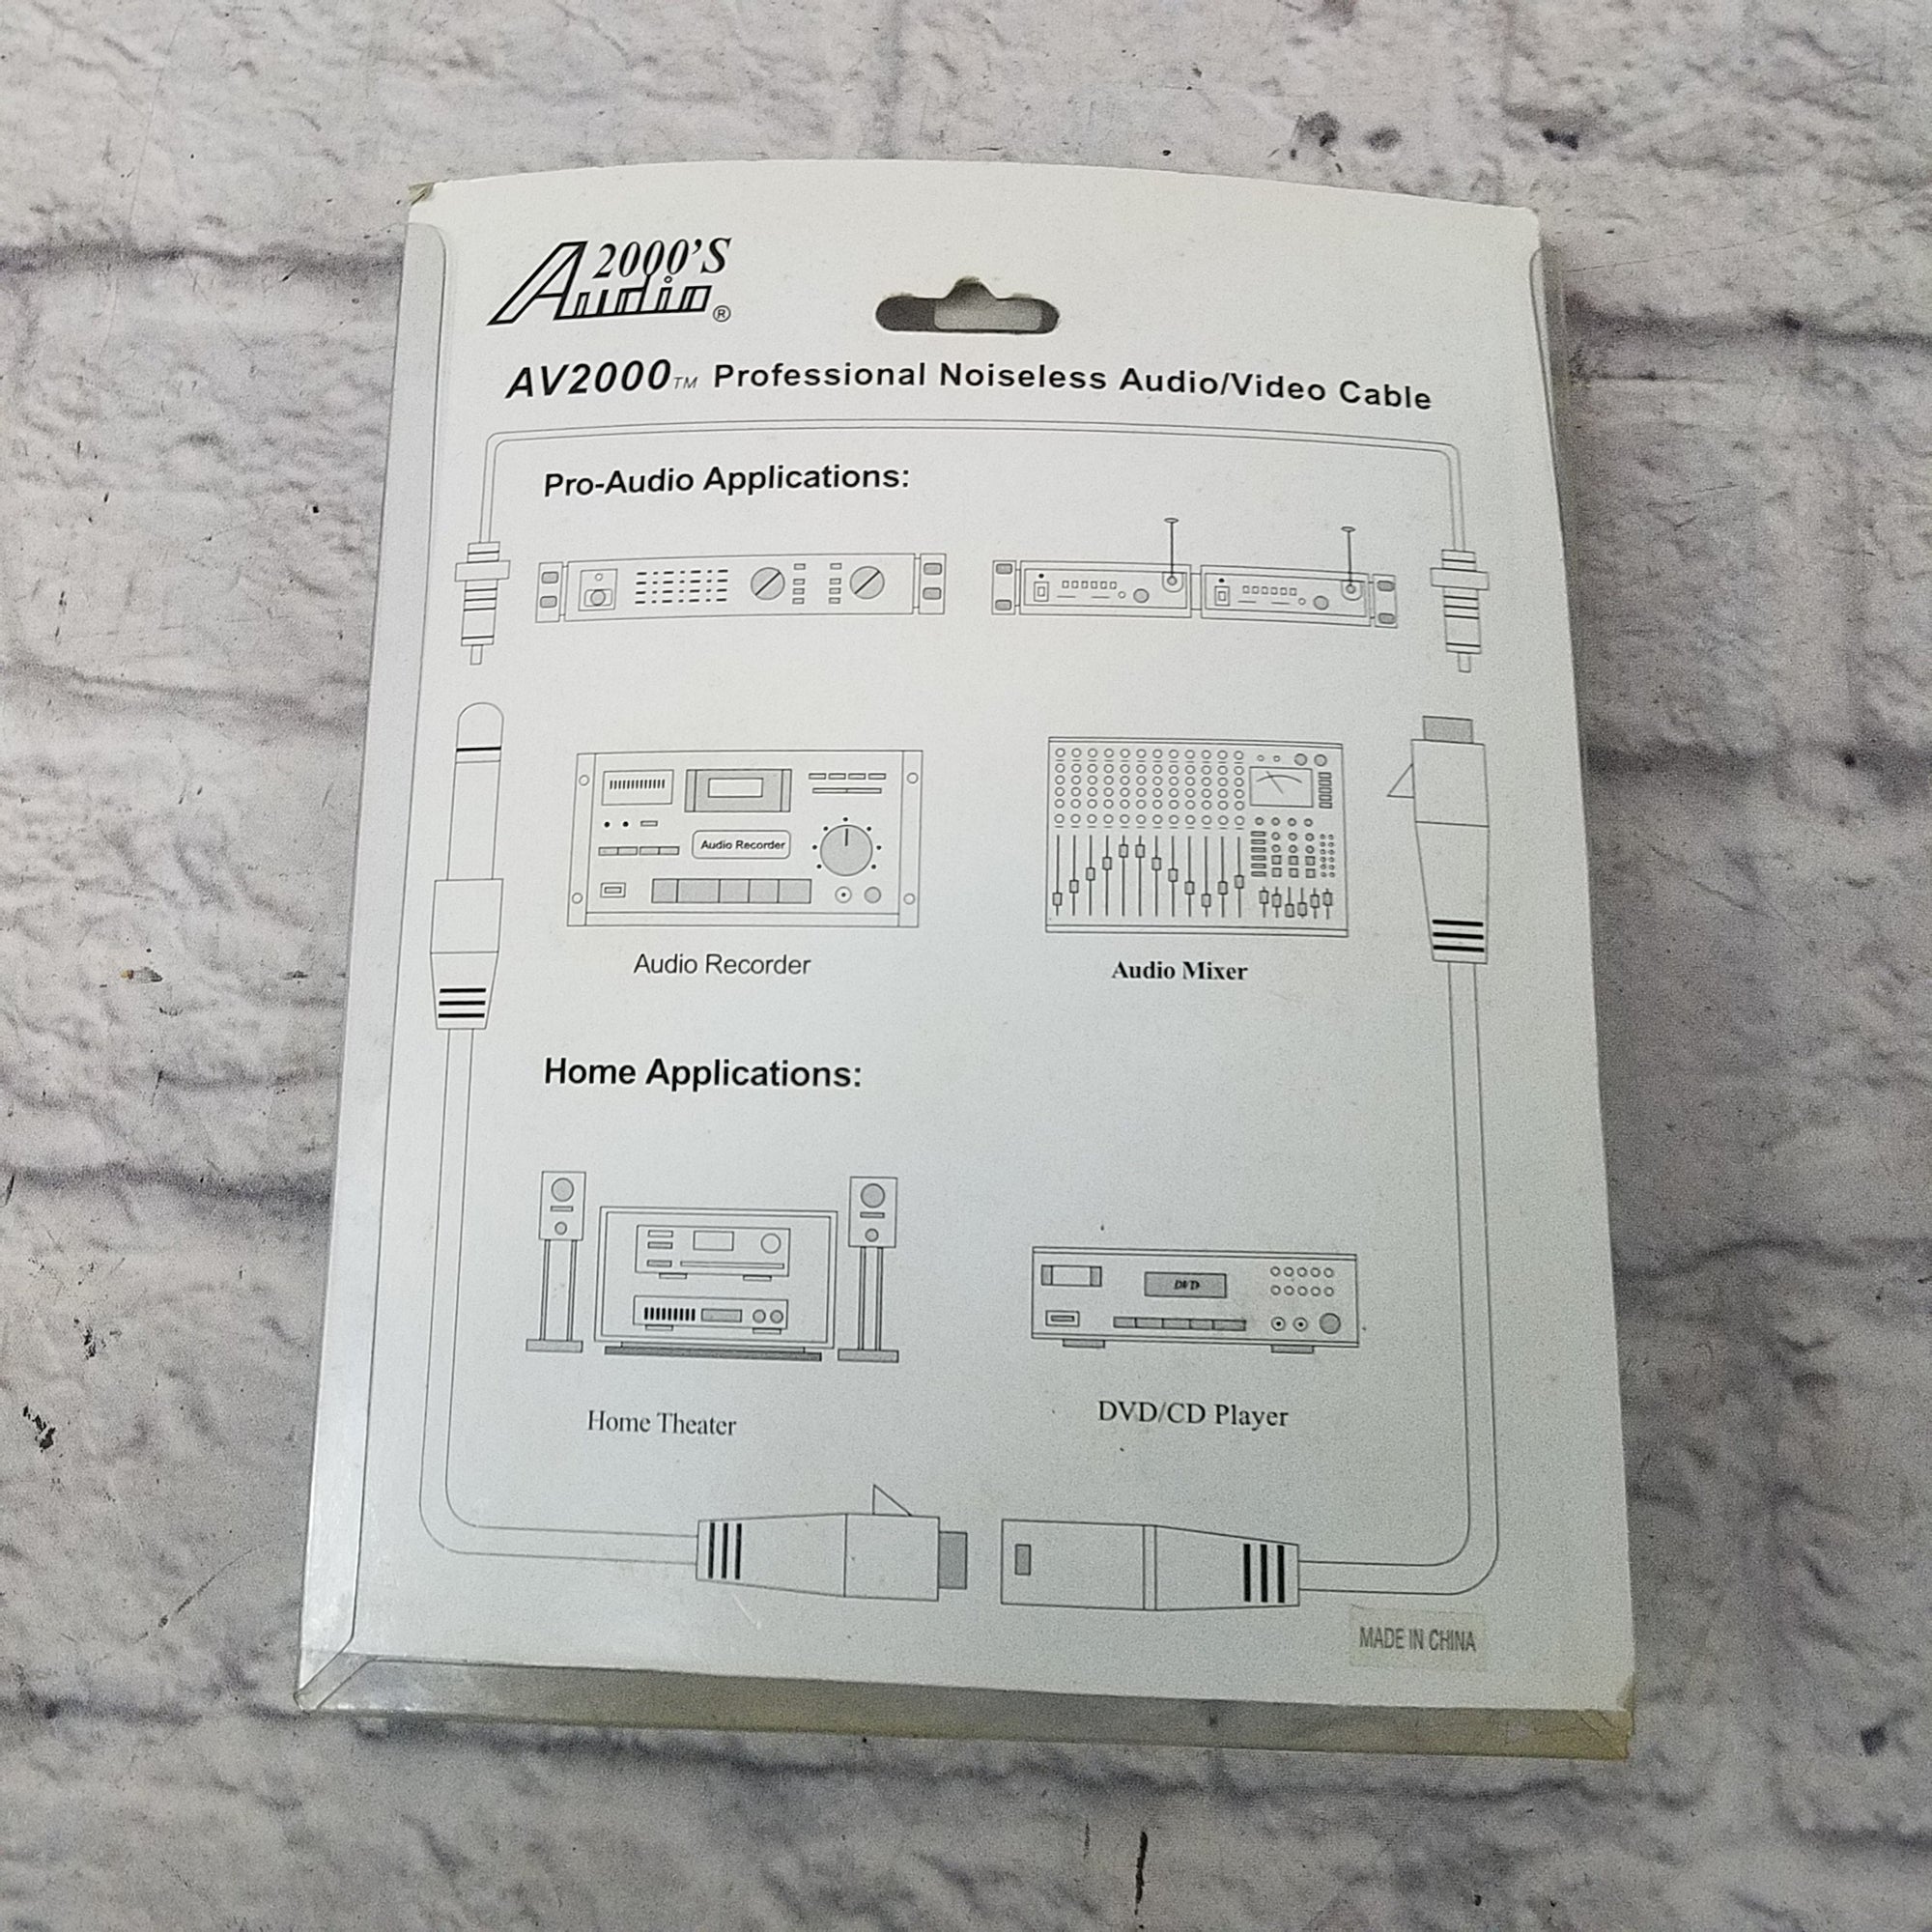 2000'S
Audio®
AV2000™ Professional Noiseless Audio/Video Cable
Pro-Audio Applications:
Audio Recorder
Audio Recorder
Audio Mixer
Home Applications:
DVD
Home Theater
DVD/CD Player
MADE IN CHINA